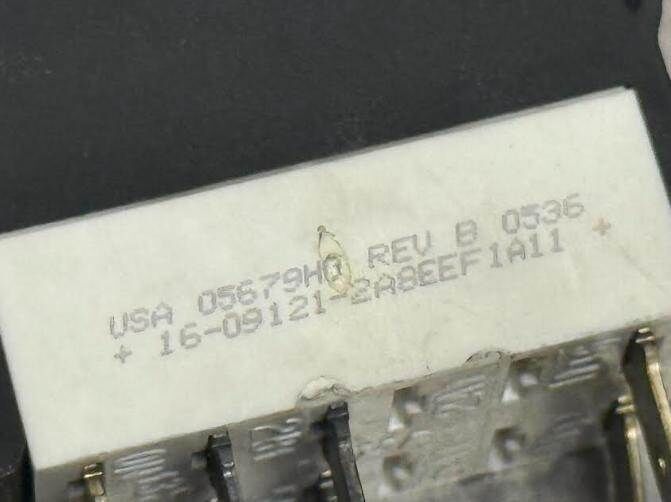 USA 05679H0 REV B 0536
+ 16-09121-2A8EEF1A11 +